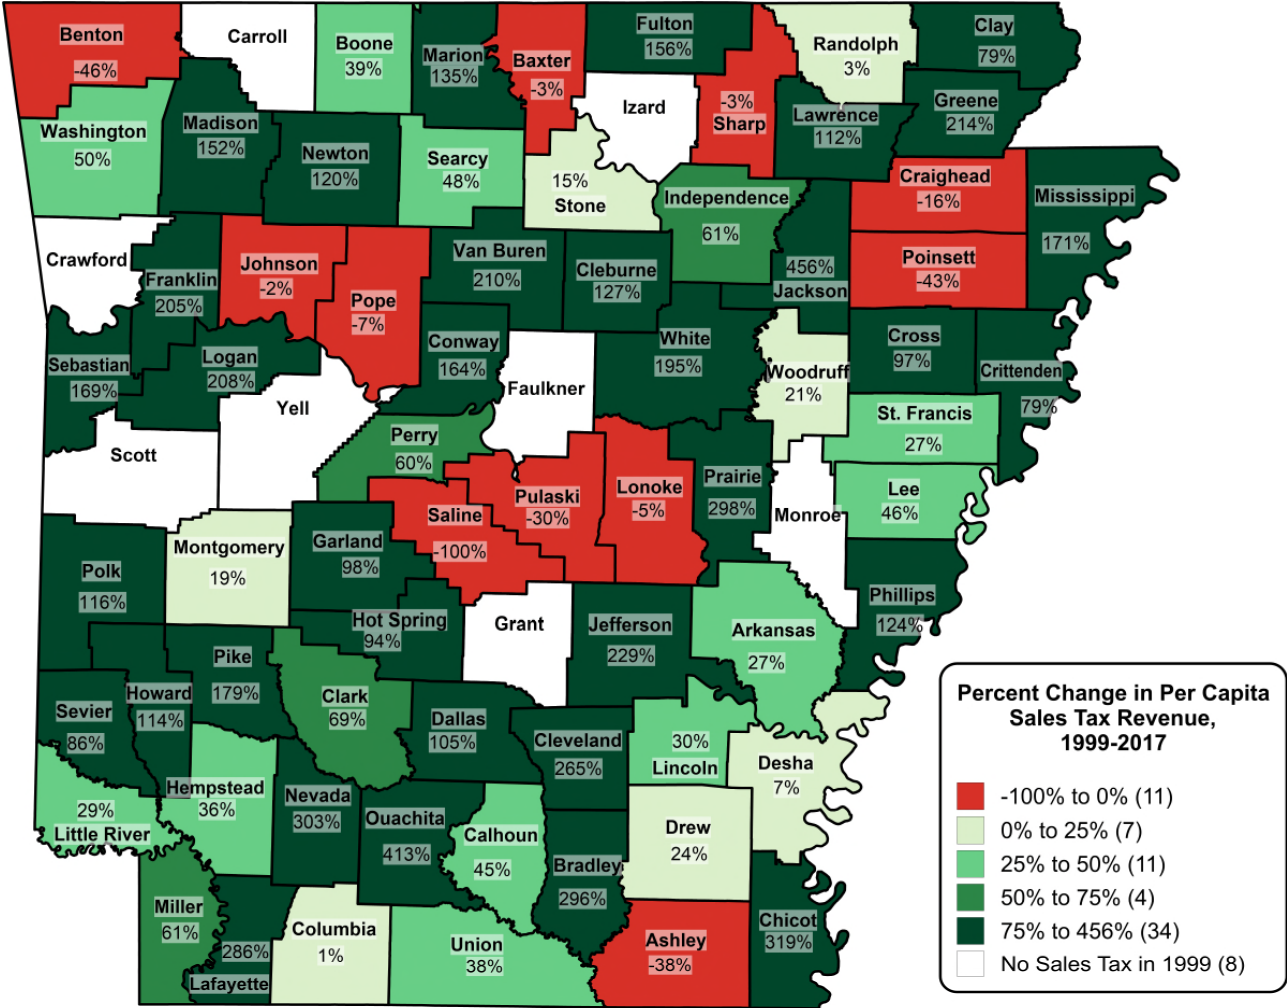 Benton
-46%
Carroll
Boone
39%
Marion
135%
Baxter
-3%
Fulton
156%
Izard
-3%
Sharp
Randolph
3%
Clay
79%
Greene
214%
Lawrence
112%
Washington
50%
Madison
152%
Newton
120%
Searcy
48%
15%
Stone
Independence
61%
Craighead
-16%
Mississippi
171%
Poinsett
-43%
456%
Jackson
Crawford
Franklin
205%
Johnson
-2%
Pope
-7%
Van Buren
210%
Cleburne
127%
Sebastian
169%
Logan
208%
Conway
164%
Faulkner
White
195%
Woodruff
21%
Cross
97%
Crittenden
79%
St. Francis
27%
Scott
Yell
Perry
60%
Pulaski
-30%
Lonoke
-5%
Prairie
298%
Monroe
Lee
46%
Saline
-100%
Polk
116%
Montgomery
19%
Garland
98%
Hot Spring
94%
Grant
Jefferson
229%
Arkansas
27%
Phillips
124%
Sevier
86%
Howard
114%
Pike
179%
Clark
69%
Dallas
105%
Cleveland
265%
30%
Lincoln
Desha
7%
29%
Little River
Hempstead
36%
Nevada
303%
Ouachita
413%
Calhoun
45%
Bradley
296%
Drew
24%
Miller
61%
286%
Lafayette
Columbia
1%
Union
38%
Ashley
-38%
Chicot
319%
Percent Change in Per Capita
Sales Tax Revenue,
1999-2017
-100% to 0% (11)
0% to 25% (7)
25% to 50% (11)
50% to 75% (4)
75% to 456% (34)
No Sales Tax in 1999 (8)